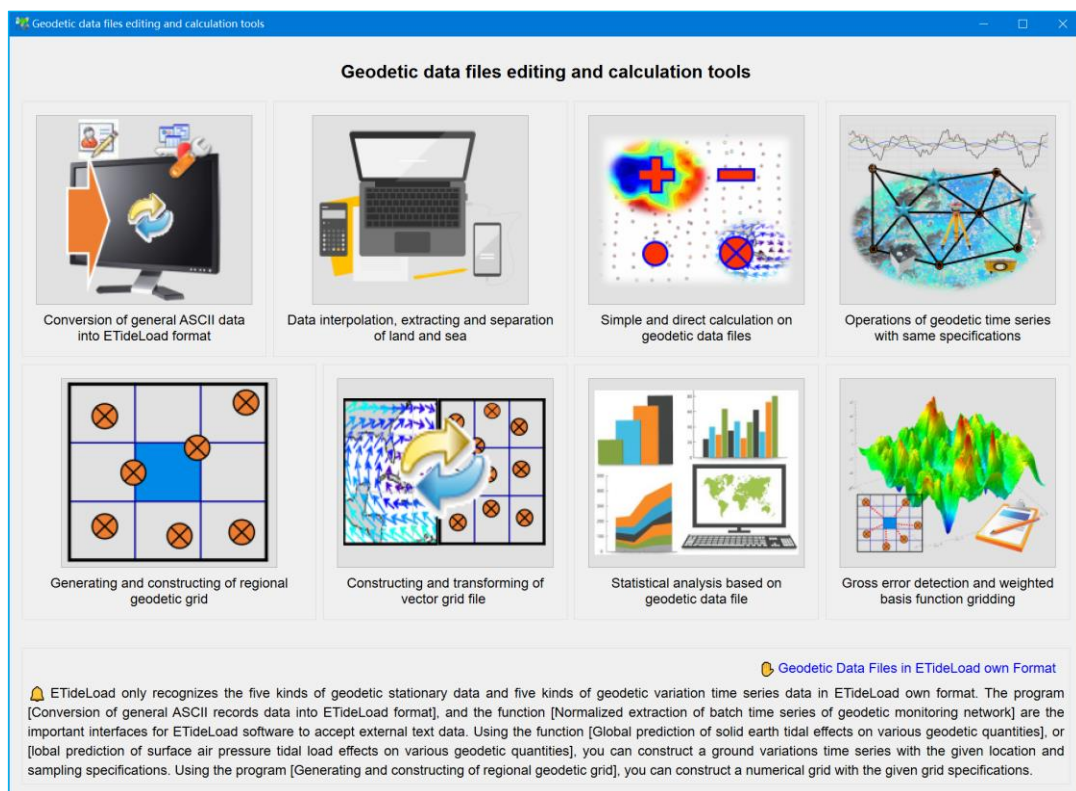 Geodetic data files editing and calculation tools
Geodetic data files editing and calculation tools
Conversion of general ASCII data
into ETideLoad format
Data interpolation, extracting and separation
of land and sea
Simple and direct calculation on
geodetic data files
Operations of geodetic time series
with same specifications
Generating and constructing of regional
geodetic grid
Constructing and transforming of
vector grid file
Statistical analysis based on
geodetic data file
Gross error detection and weighted
basis function gridding
Geodetic Data Files in ETideLoad own Format
ETideLoad only recognizes the five kinds of geodetic stationary data and five kinds of geodetic variation time series data in ETideLoad own format. The program
[Conversion of general ASCII records data into ETideLoad format], and the function [Normalized extraction of batch time series of geodetic monitoring network] are the
important interfaces for ETideLoad software to accept external text data. Using the function [Global prediction of solid earth tidal effects on various geodetic quantities], or
[lobal prediction of surface air pressure tidal load effects on various geodetic quantities], you can construct a ground variations time series with the given location and
sampling specifications. Using the program [Generating and constructing of regional geodetic grid], you can construct a numerical grid with the given grid specifications.